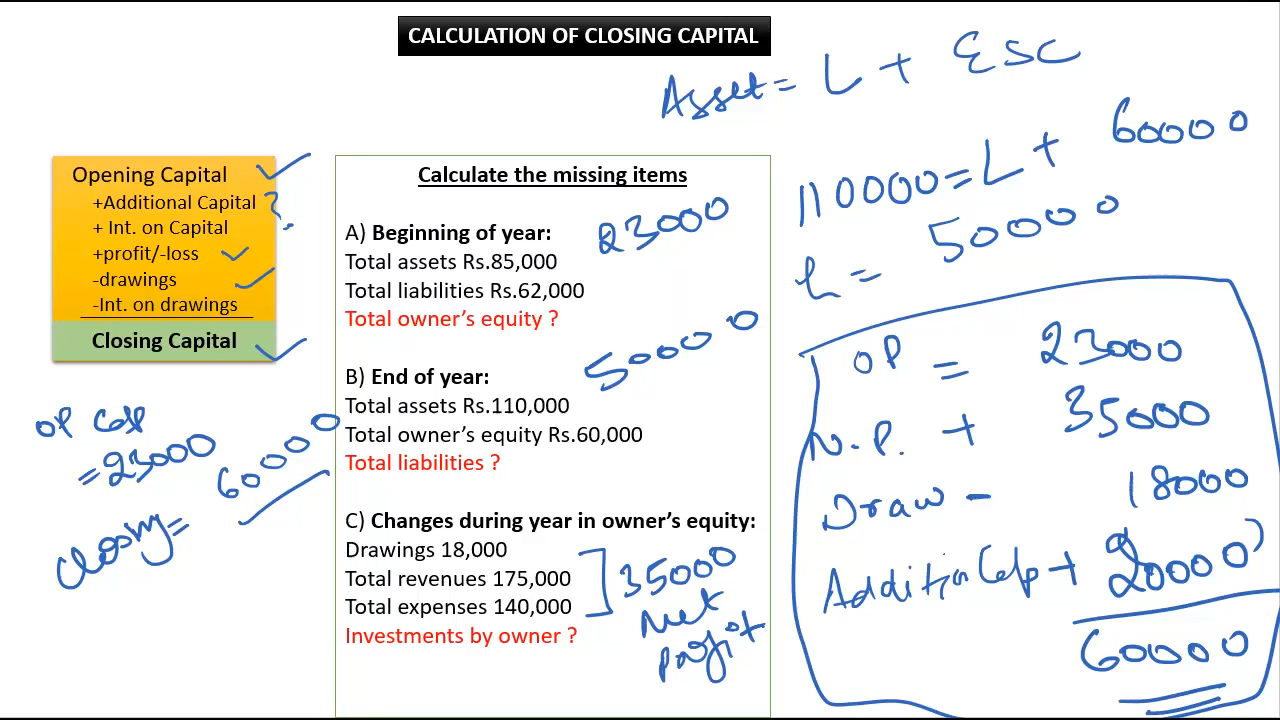 CALCULATION OF CLOSING CAPITAL
Asset = L + ESC
110000 = L + 60000
L = 50000
Opening Capital
+Additional Capital ?
+ Int. on Capital
+profit/-loss
-drawings
-Int. on drawings
Closing Capital
OP Cap
= 23000
Closing = 60000
Calculate the missing items
A) Beginning of year: 23000
Total assets Rs.85,000
Total liabilities Rs.62,000
Total owner's equity ?
50000
B) End of year:
Total assets Rs.110,000
Total owner's equity Rs.60,000
Total liabilities ?
C) Changes during year in owner's equity:
Drawings 18,000
Total revenues 175,000
Total expenses 140,000
Investments by owner ?
35000
Net
Profit
OP = 23000
N.P. + 35000
Draw - 18000
Addition Cap + 20000
60000